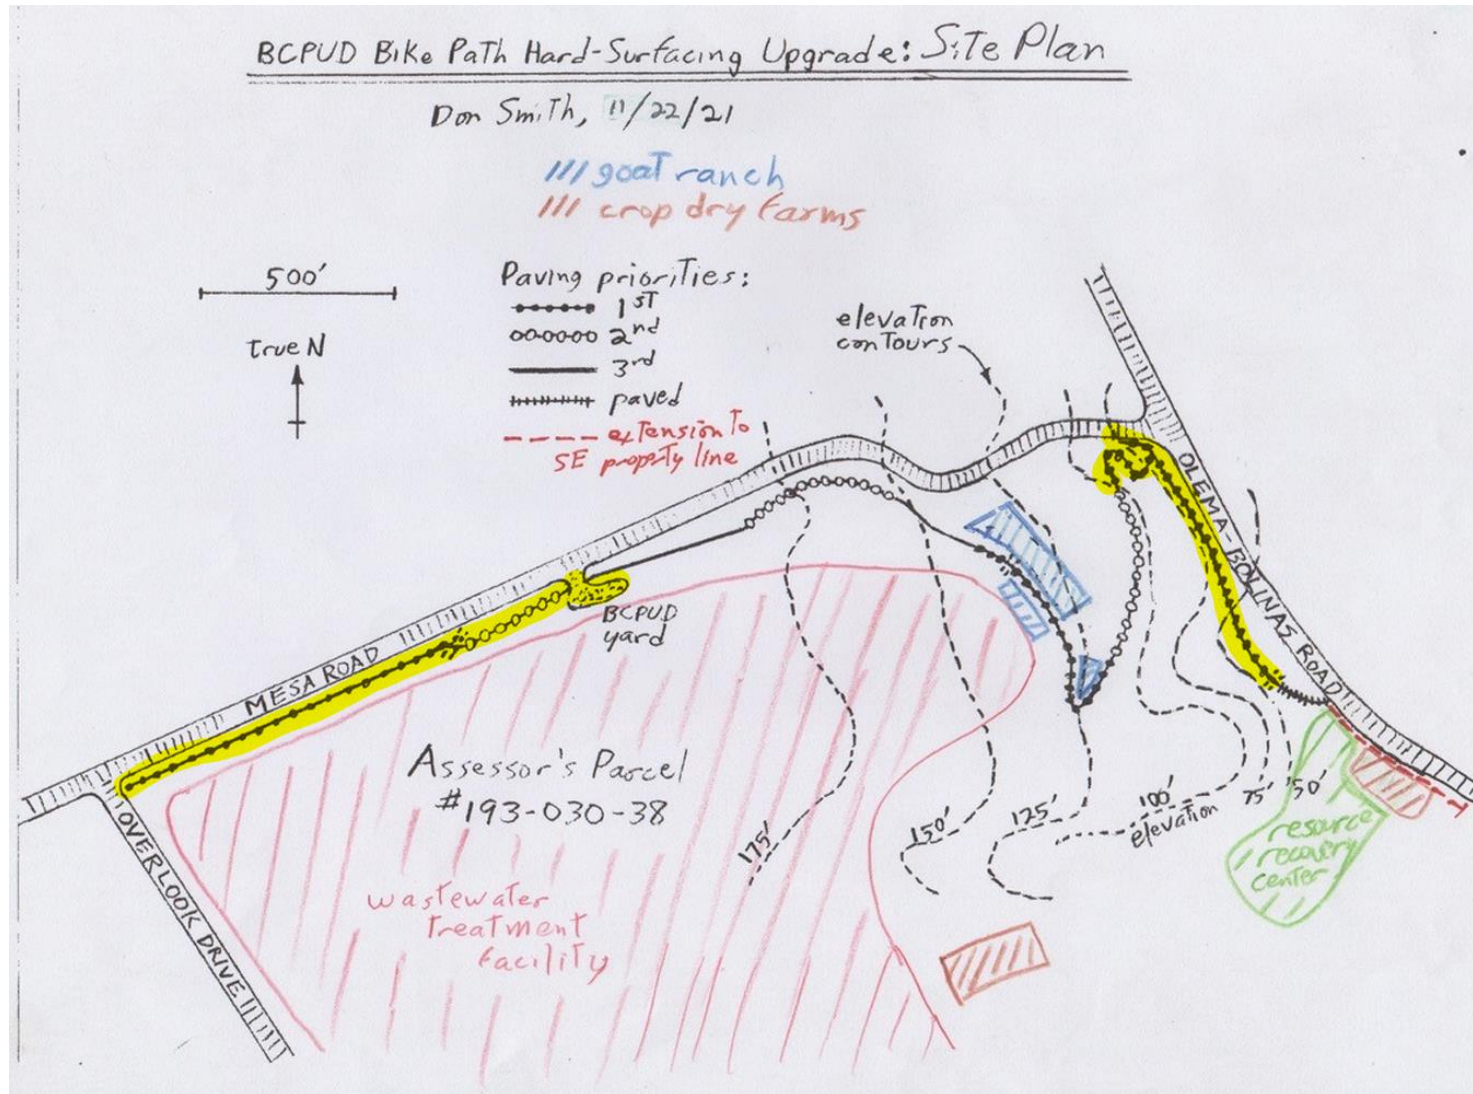 BCPUD Bike Path Hard-Surfacing Upgrade: Site Plan
Don Smith, 11/22/21
/// goat ranch
/// crop dry farms
500'
True N
Paving priorities:
1st
2nd
3rd
paved
extension to
SE property line
elevation
contours
OLEMA-BOLINAS ROAD
BCPUD
yard
MESA ROAD
Assessor's Parcel
#193-030-38
OVERLOOK DRIVE
wastewater
treatment
facility
175'
150'
125'
100'
elevation
75'
50'
resource
recovery
center